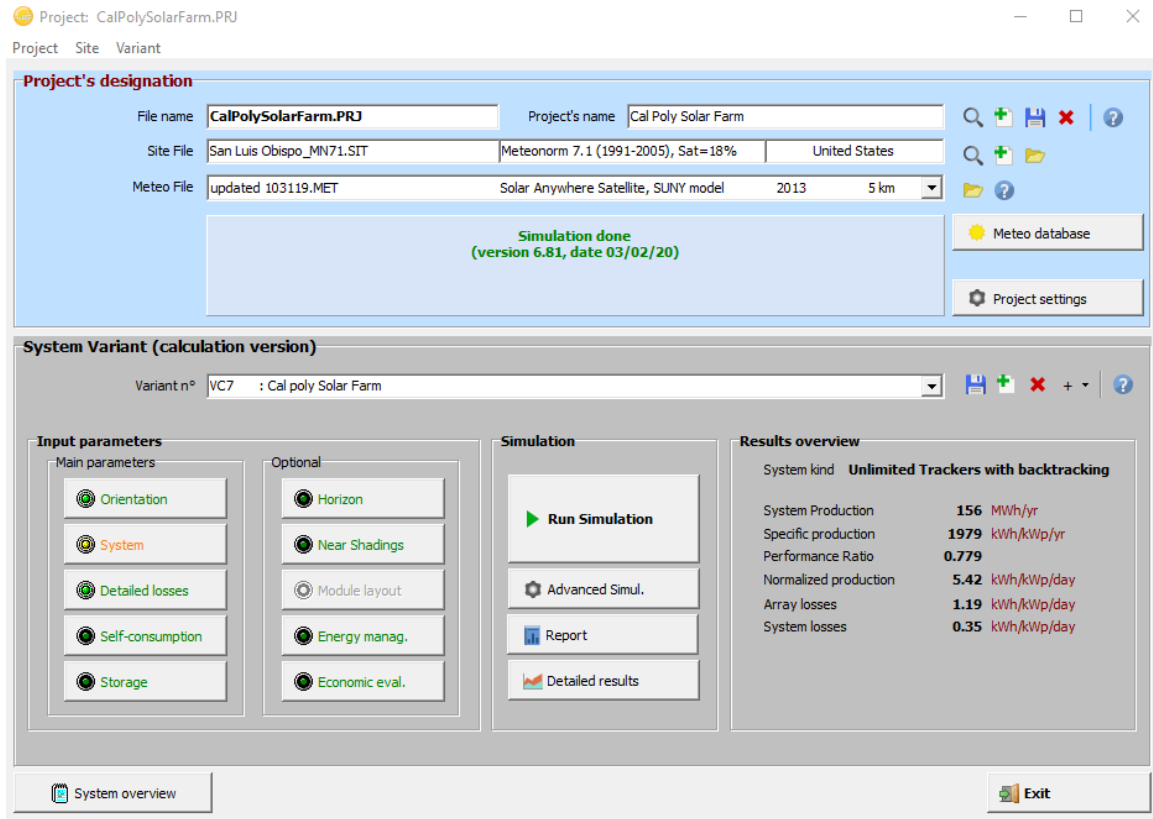 Project: CalPolySolarFarm.PRJ
Project Site Variant
Project's designation
File name CalPolySolarFarm.PRJ Project's name Cal Poly Solar Farm
Site File San Luis Obispo_MN71.SIT Meteonorm 7.1 (1991-2005), Sat=18% United States
Meteo File updated 103119.MET Solar Anywhere Satellite, SUNY model 2013 5 km
Simulation done
(version 6.81, date 03/02/20)
Meteo database
Project settings
System Variant (calculation version)
Variant n° VC7 : Cal poly Solar Farm
Input parameters
Main parameters
Orientation
System
Detailed losses
Self-consumption
Storage
Optional
Horizon
Near Shadings
Module layout
Energy manag.
Economic eval.
Simulation
Run Simulation
Advanced Simul.
Report
Detailed results
Results overview
System kind Unlimited Trackers with backtracking
System Production 156 MWh/yr
Specific production 1979 kWh/kWp/yr
Performance Ratio 0.779
Normalized production 5.42 kWh/kWp/day
Array losses 1.19 kWh/kWp/day
System losses 0.35 kWh/kWp/day
System overview
Exit